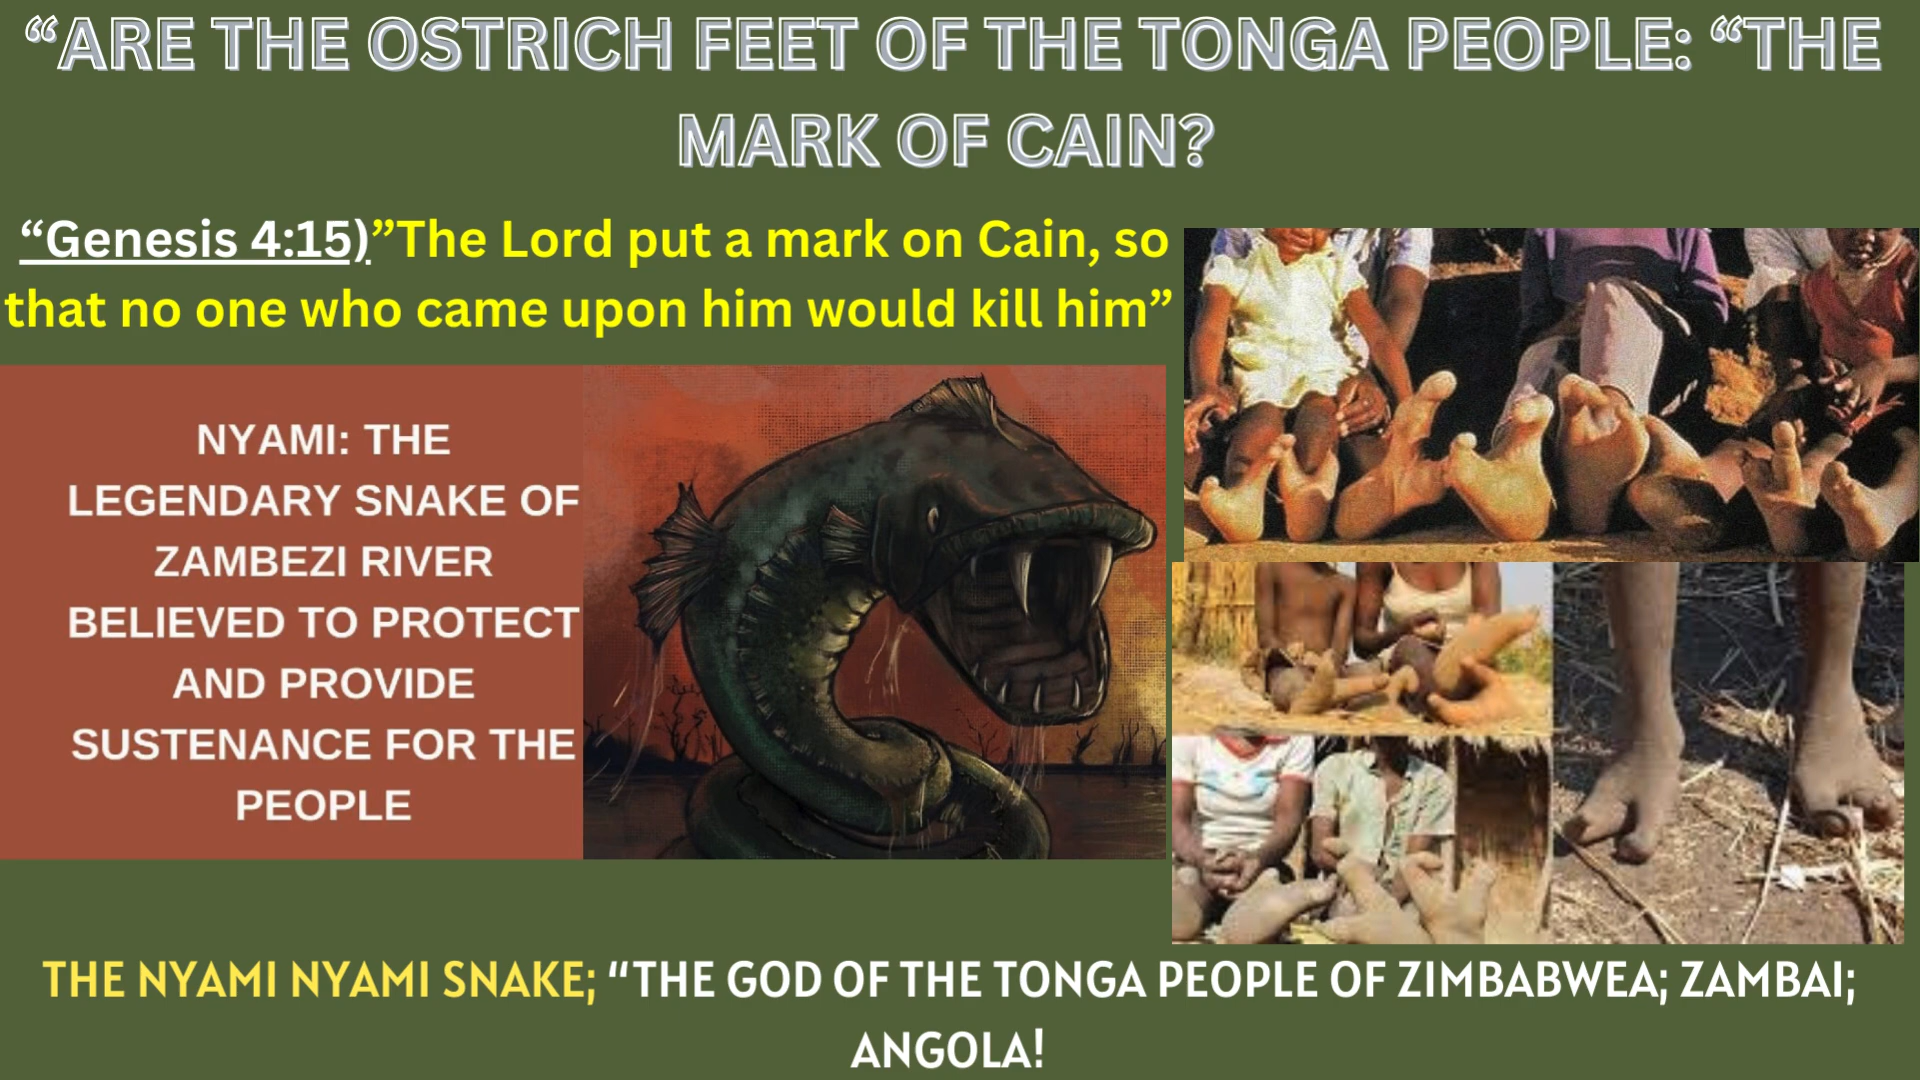 “ARE THE OSTRICH FEET OF THE TONGA PEOPLE: “THE
MARK OF CAIN?
“Genesis 4:15)”The Lord put a mark on Cain, so
that no one who came upon him would kill him”
NYAMI: THE
LEGENDARY SNAKE OF
ZAMBEZI RIVER
BELIEVED TO PROTECT
AND PROVIDE
SUSTENANCE FOR THE
PEOPLE
THE NYAMI NYAMI SNAKE; “THE GOD OF THE TONGA PEOPLE OF ZIMBABWEA; ZAMBAI;
ANGOLA!